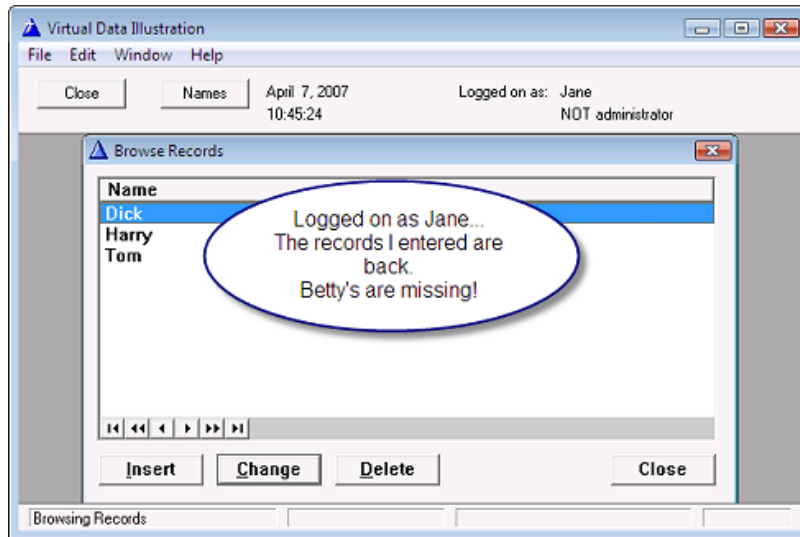 Virtual Data Illustration
File Edit Window Help
Close Names April 7, 2007 Logged on as: Jane
10:45:24 NOT administrator
Browse Records
Name
Dick
Harry
Tom
Logged on as Jane...
The records I entered are
back.
Betty's are missing!
Insert Change Delete Close
Browsing Records